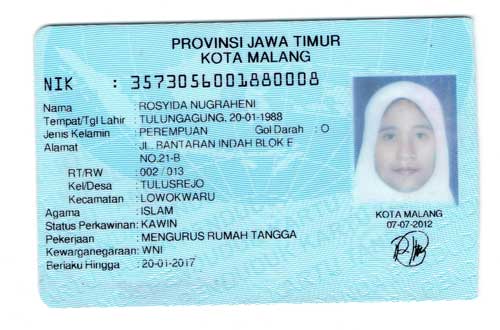 PROVINSI JAWA TIMUR
KOTA MALANG
NIK : 3573056001880008
Nama : ROSYIDA NUGRAHENI
Tempat/Tgl Lahir : TULUNGAGUNG, 20-01-1988
Jenis Kelamin : PEREMPUAN Gol Darah : O
Alamat JL. BANTARAN INDAH BLOK E
NO.21-B
RT/RW : 002 / 013
Kel/Desa : TULUSREJO
Kecamatan : LOWOKWARU
Agama : ISLAM
Status Perkawinan: KAWIN
Pekerjaan : MENGURUS RUMAH TANGGA
Kewarganegaraan: WNI
Berlaku Hingga : 20-01-2017
KOTA MALANG
07-07-2012